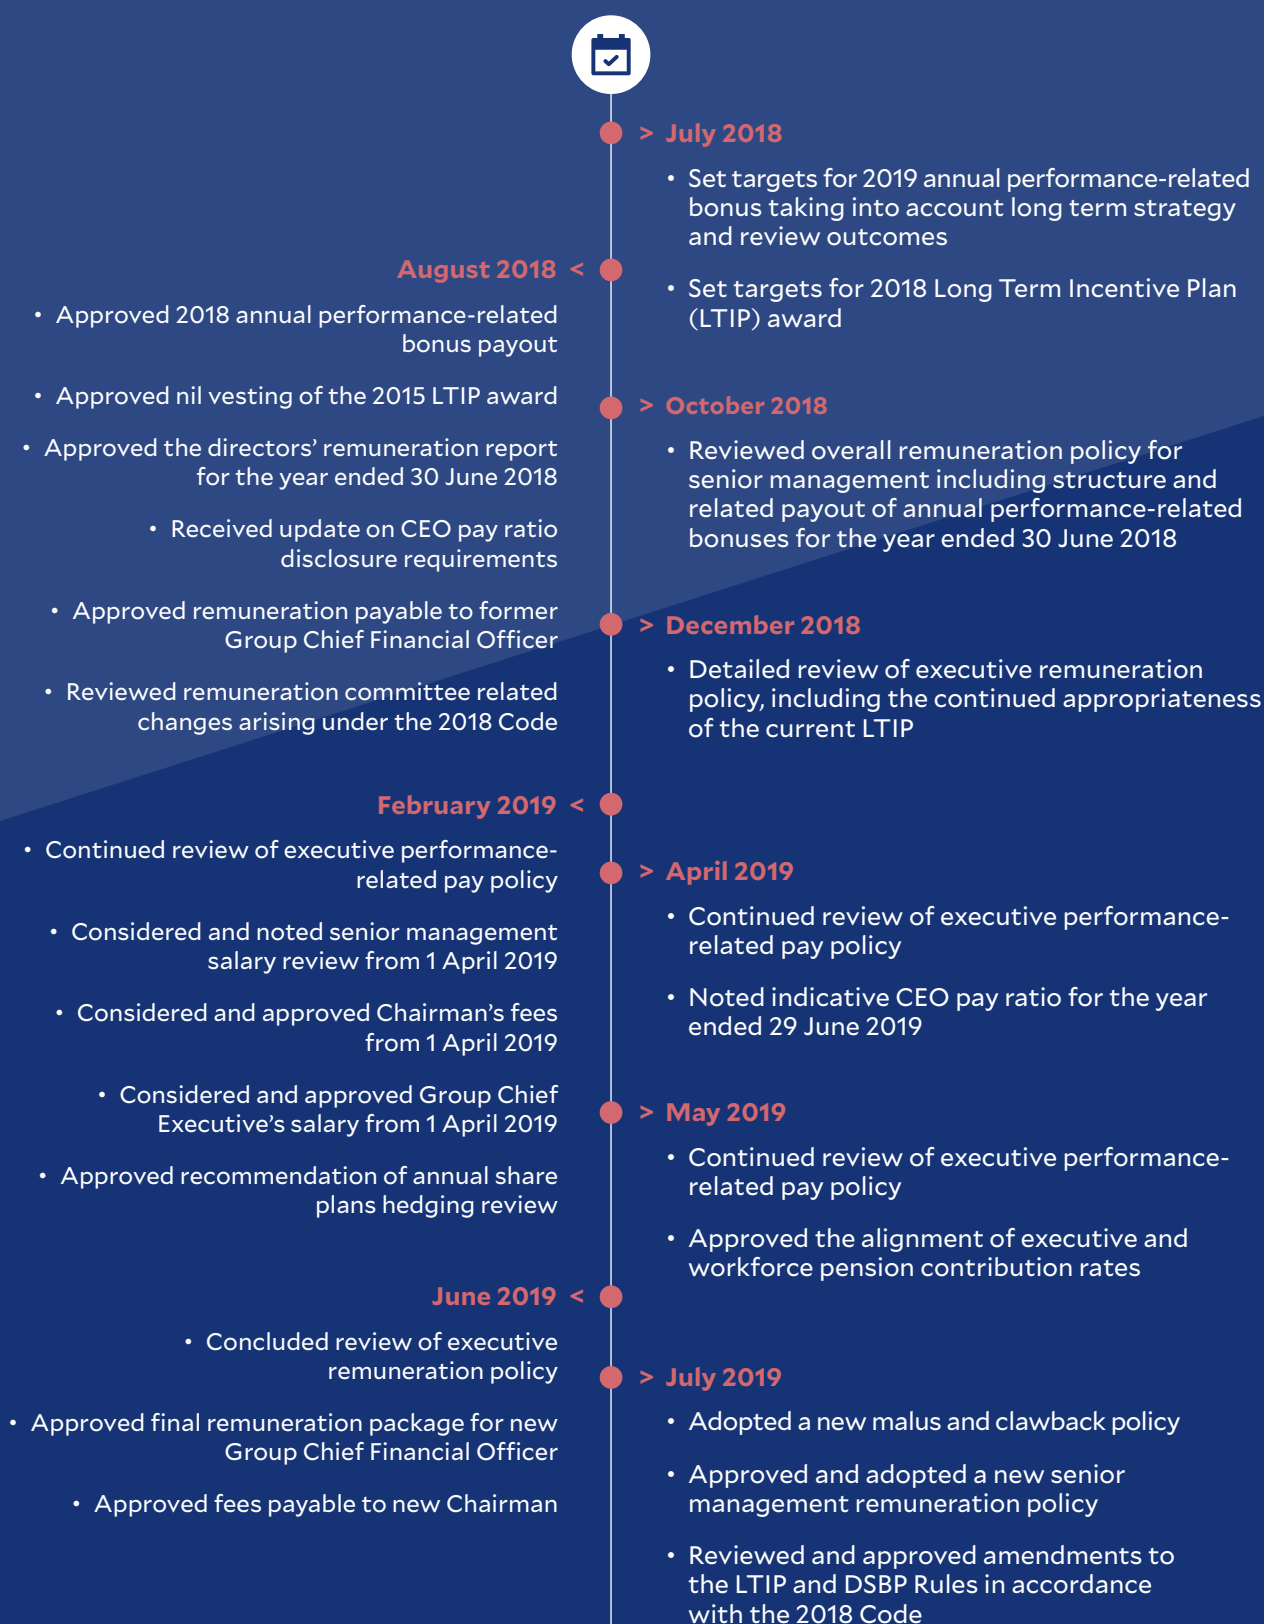 > July 2018
• Set targets for 2019 annual performance-related
bonus taking into account long term strategy
and review outcomes
• Set targets for 2018 Long Term Incentive Plan
(LTIP) award
August 2018 <
• Approved 2018 annual performance-related
bonus payout
• Approved nil vesting of the 2015 LTIP award
• Approved the directors’ remuneration report
for the year ended 30 June 2018
• Received update on CEO pay ratio
disclosure requirements
• Approved remuneration payable to former
Group Chief Financial Officer
• Reviewed remuneration committee related
changes arising under the 2018 Code
> October 2018
• Reviewed overall remuneration policy for
senior management including structure and
related payout of annual performance-related
bonuses for the year ended 30 June 2018
> December 2018
• Detailed review of executive remuneration
policy, including the continued appropriateness
of the current LTIP
February 2019 <
• Continued review of executive performance-
related pay policy
• Considered and noted senior management
salary review from 1 April 2019
• Considered and approved Chairman’s fees
from 1 April 2019
• Considered and approved Group Chief
Executive’s salary from 1 April 2019
• Approved recommendation of annual share
plans hedging review
> April 2019
• Continued review of executive performance-
related pay policy
• Noted indicative CEO pay ratio for the year
ended 29 June 2019
> May 2019
• Continued review of executive performance-
related pay policy
• Approved the alignment of executive and
workforce pension contribution rates
June 2019 <
• Concluded review of executive
remuneration policy
• Approved final remuneration package for new
Group Chief Financial Officer
• Approved fees payable to new Chairman
> July 2019
• Adopted a new malus and clawback policy
• Approved and adopted a new senior
management remuneration policy
• Reviewed and approved amendments to
the LTIP and DSBP Rules in accordance
with the 2018 Code